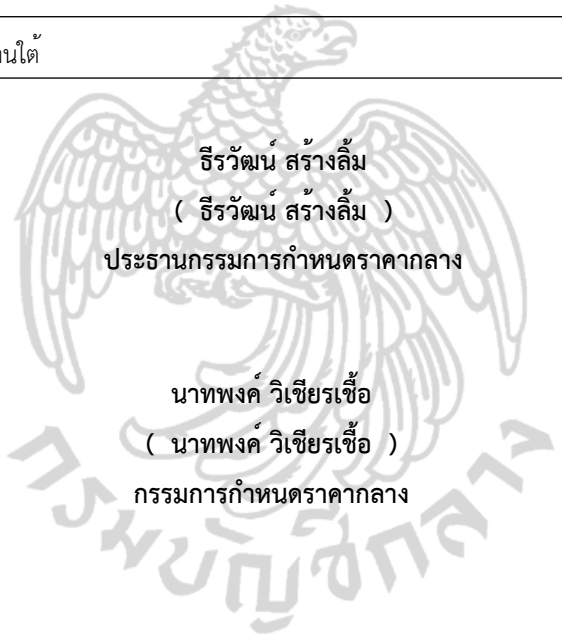 านใต้
ธีรวัฒน์ สร้างลิ้ม
( ธีรวัฒน์ สร้างลิ้ม )
ประธานกรรมการกำหนดราคากลาง
นาทพงค์ วิเชียรเชื้อ
( นาทพงค์ วิเชียรเชื้อ )
กรรมการกำหนดราคากลาง
กรมบัญชีกลาง